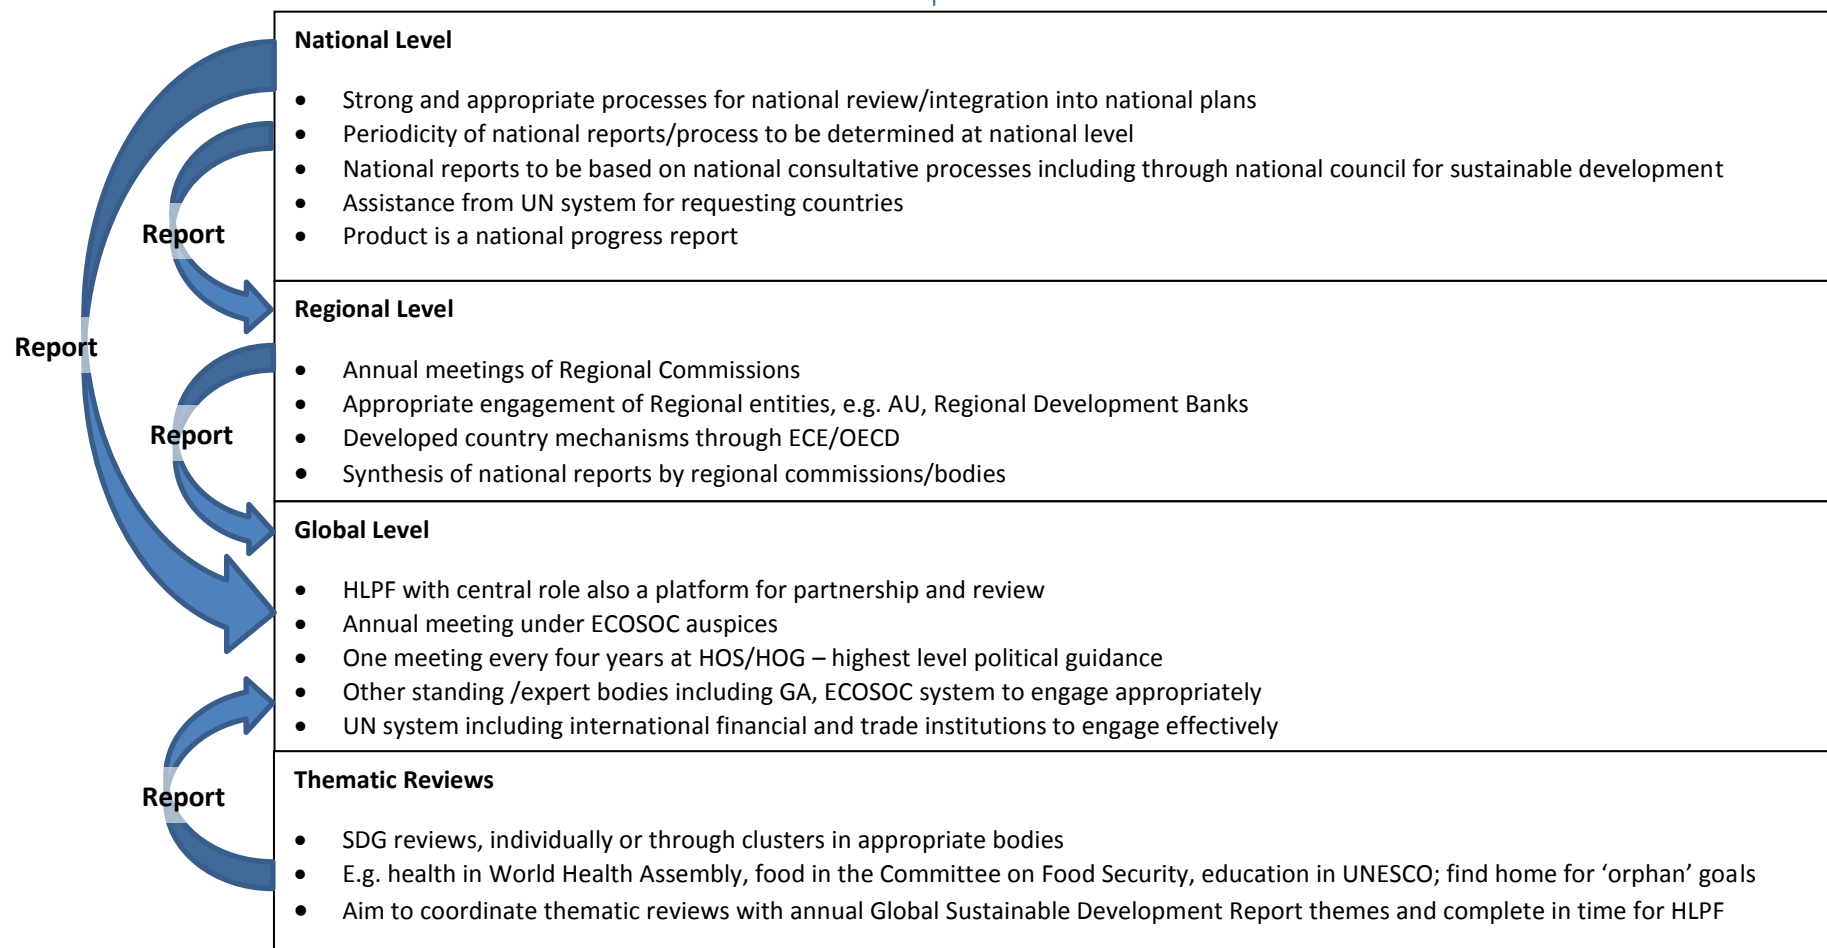 National Level
• Strong and appropriate processes for national review/integration into national plans
• Periodicity of national reports/process to be determined at national level
• National reports to be based on national consultative processes including through national council for sustainable development
• Assistance from UN system for requesting countries
• Product is a national progress report
Report
Regional Level
Report
• Annual meetings of Regional Commissions
• Appropriate engagement of Regional entities, e.g. AU, Regional Development Banks
• Developed country mechanisms through ECE/OECD
• Synthesis of national reports by regional commissions/bodies
Report
Global Level
• HLPF with central role also a platform for partnership and review
• Annual meeting under ECOSOC auspices
• One meeting every four years at HOS/HOG – highest level political guidance
• Other standing /expert bodies including GA, ECOSOC system to engage appropriately
• UN system including international financial and trade institutions to engage effectively
Thematic Reviews
Report
• SDG reviews, individually or through clusters in appropriate bodies
• E.g. health in World Health Assembly, food in the Committee on Food Security, education in UNESCO; find home for ‘orphan’ goals
• Aim to coordinate thematic reviews with annual Global Sustainable Development Report themes and complete in time for HLPF